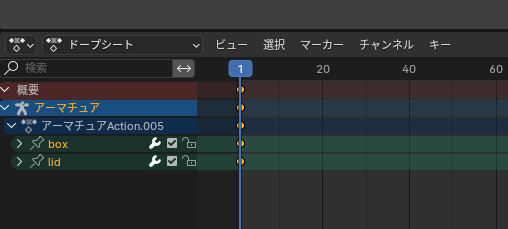 ドープシート ビュー 選択 マーカー チャンネル キー
検索 1 20 40 60
概要
アーマチュア
アーマチュアAction.005
box
lid